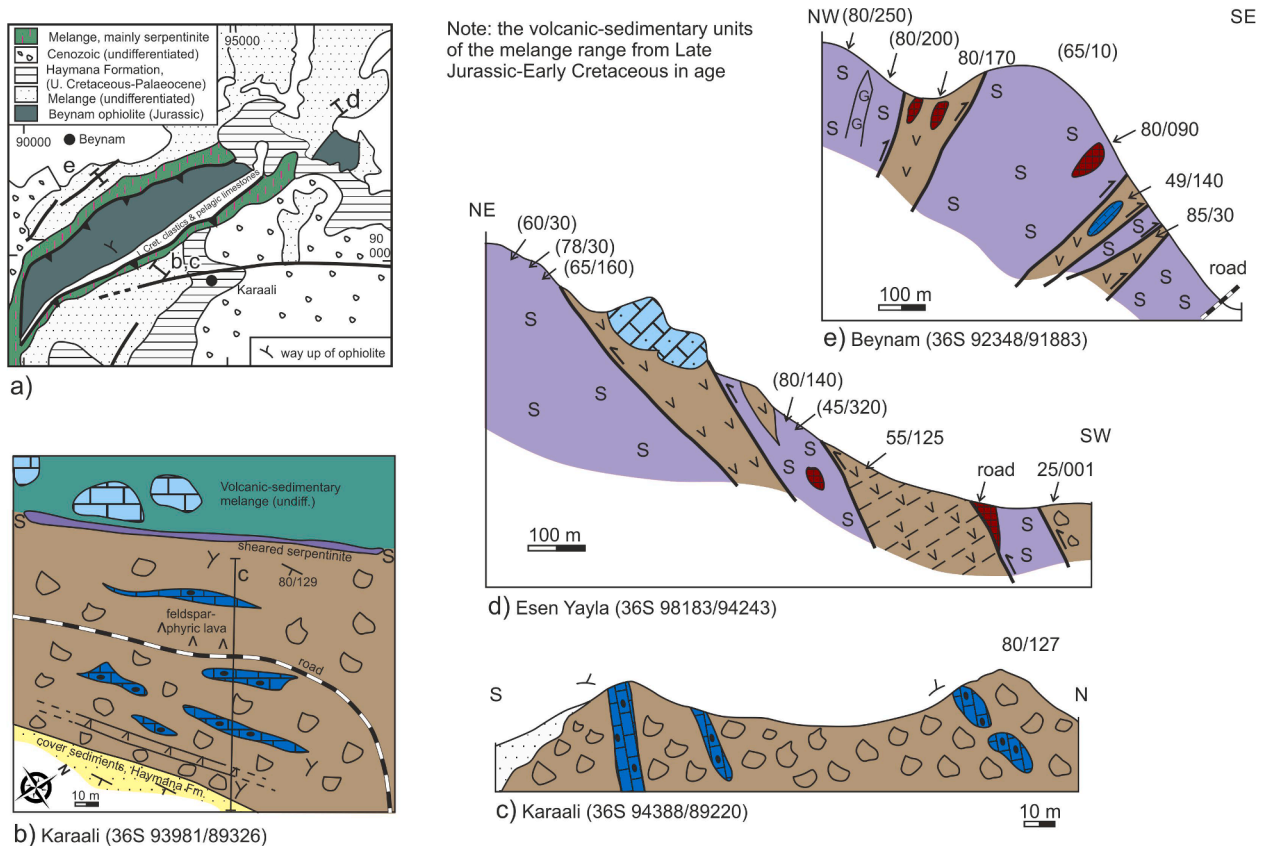 Melange, mainly serpentinite
Cenozoic (undifferentiated)
Haymana Formation,
(U. Cretaceous-Palaeocene)
Melange (undifferentiated)
Beynam ophiolite (Jurassic)
95000
90000
Beynam
d
e
Cret. clastics & pelagic limestones
b,c
90
000
Karaali
way up of ophiolite
a)
Note: the volcanic-sedimentary units
of the melange range from Late
Jurassic-Early Cretaceous in age
NW
(80/250)
SE
(80/200)
80/170
(65/10)
80/090
49/140
85/30
S
S
G
G
S
S
S
S
S
S
S
S
S
S
S
v
v
v
v
v
road
100 m
e) Beynam (36S 92348/91883)
NE
(60/30)
(78/30)
(65/160)
(80/140)
(45/320)
55/125
SW
road
25/001
S
S
S
S
S
S
S
S
S
S
100 m
d) Esen Yayla (36S 98183/94243)
Volcanic-sedimentary
melange (undiff.)
S
sheared serpentinite
S
80/129
c
feldspar-
phyric lava
road
cover sediments, Haymana Fm.
N
10 m
b) Karaali (36S 93981/89326)
80/127
S
N
c) Karaali (36S 94388/89220)
10 m